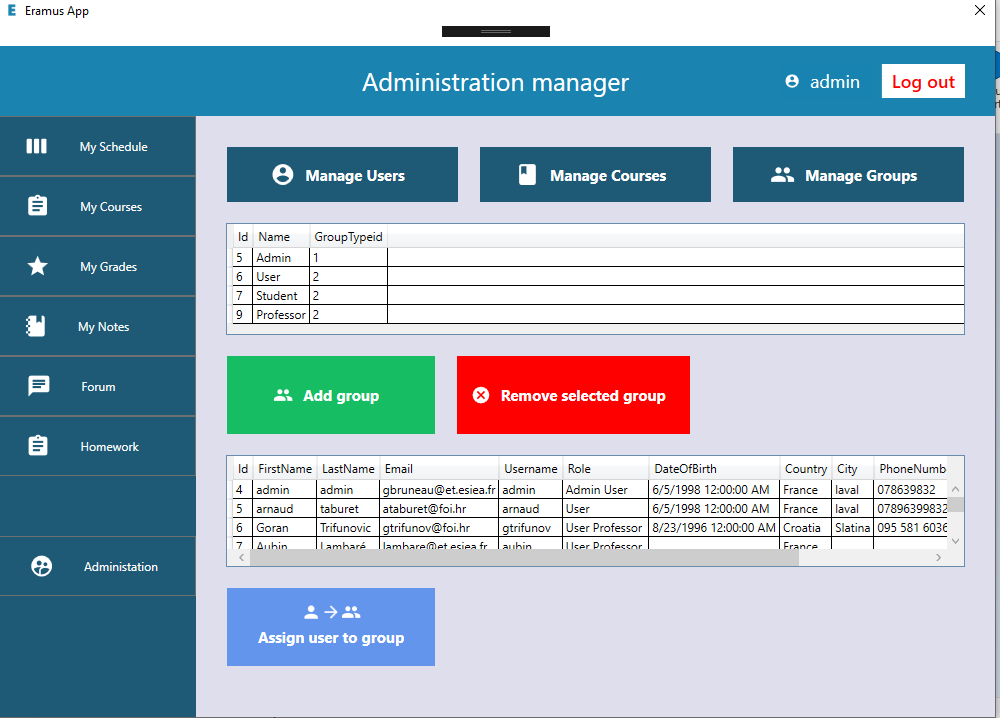 E Eramus App
Administration manager
admin
Log out
My Schedule
My Courses
My Grades
My Notes
Forum
Homework
Administation
Manage Users
Manage Courses
Manage Groups
Id Name GroupTypeid
5 Admin 1
6 User 2
7 Student 2
9 Professor 2
Add group
Remove selected group
Id FirstName LastName Email Username Role DateOfBirth Country City PhoneNumb
4 admin admin gbruneau@et.esiea.fr admin Admin User 6/5/1998 12:00:00 AM France laval 078639832
5 arnaud taburet ataburet@foi.hr arnaud User 6/5/1998 12:00:00 AM France laval 07896399832
6 Goran Trifunovic gtrifunov@foi.hr gtrifunov User Professor 8/23/1996 12:00:00 AM Croatia Slatina 095 581 6036
7 Aubin Lambaré lambare@et.esiea.fr aubin User Professor France
Assign user to group